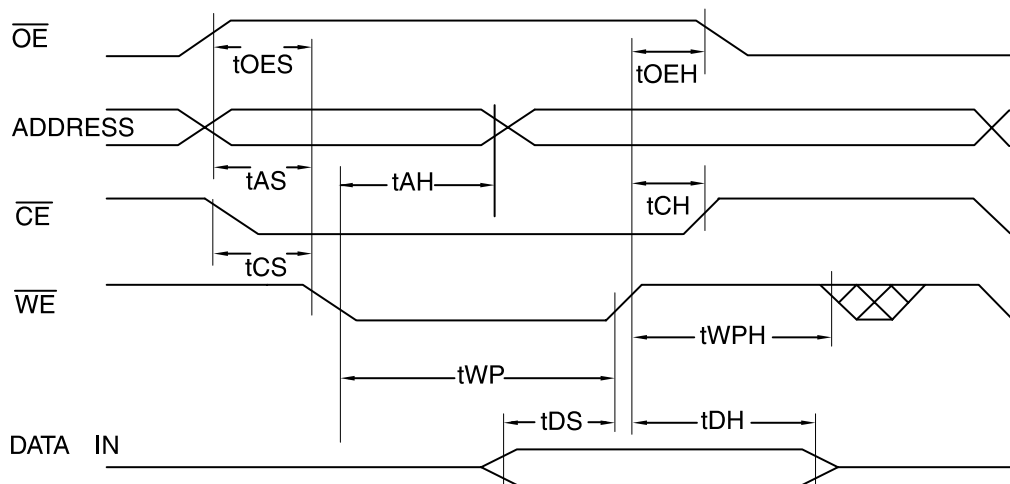 OE
tOES
tOEH
ADDRESS
tAS
tAH
CE
tCH
tCS
WE
tWPH
tWP
tDS
tDH
DATA IN